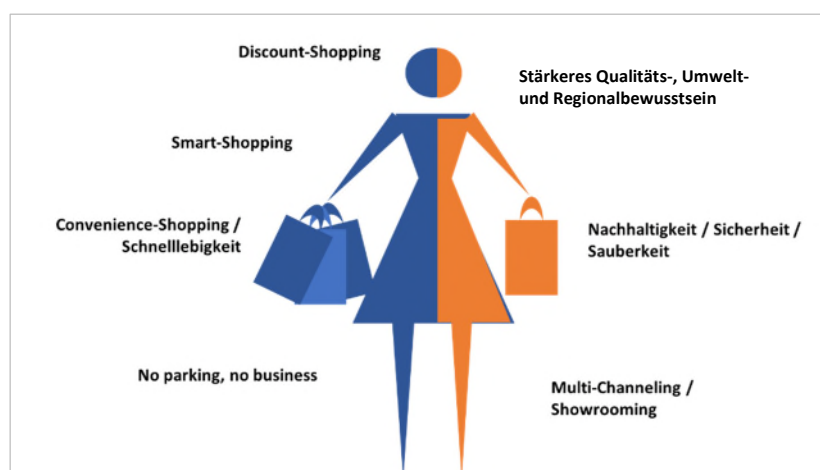 Discount-Shopping
Stärkeres Qualitäts-, Umwelt-
und Regionalbewusstsein
Smart-Shopping
Convenience-Shopping /
Schnelllebigkeit
Nachhaltigkeit / Sicherheit /
Sauberkeit
No parking, no business
Multi-Channeling /
Showrooming